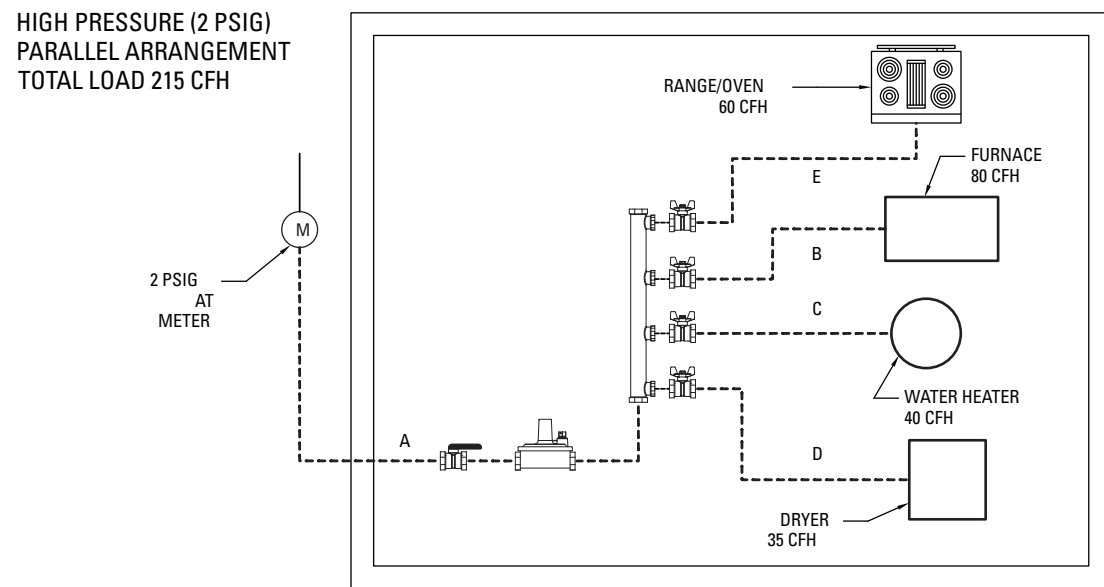 HIGH PRESSURE (2 PSIG)
PARALLEL ARRANGEMENT
TOTAL LOAD 215 CFH
RANGE/OVEN
60 CFH
E
FURNACE
80 CFH
M
B
2 PSIG
AT
METER
C
WATER HEATER
40 CFH
A
D
DRYER
35 CFH